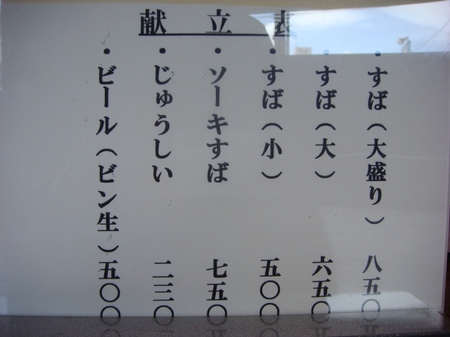 献立表
・すば(大盛り) 八五〇
・すば(大) 六五〇
・すば(小) 五〇〇
・ソーキすば 七五〇
・じゅうしい 二三〇
・ビール(ビン生)五〇〇